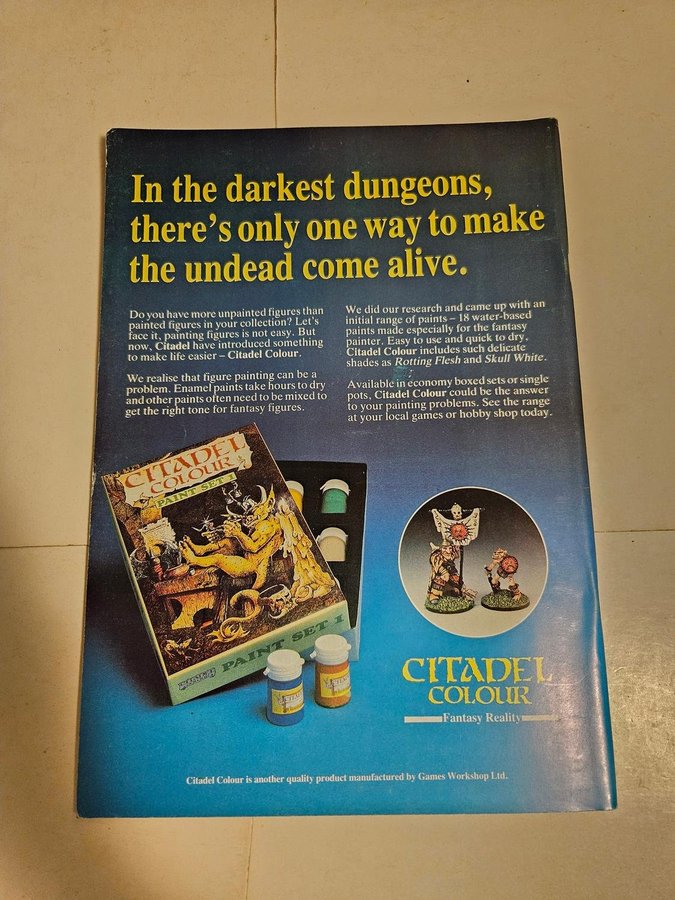 In the darkest dungeons,
there's only one way to make
the undead come alive.
Do you have more unpainted figures than
painted figures in your collection? Let's
face it, painting figures is not easy. But
now, Citadel have introduced something
to make life easier – Citadel Colour.
We realise that figure painting can be a
problem. Enamel paints take hours to dry
and other paints often need to be mixed to
get the right tone for fantasy figures.
We did our research and came up with an
initial range of paints – 18 water-based
paints made especially for the fantasy
painter. Easy to use and quick to dry,
Citadel Colour includes such delicate
shades as Rotting Flesh and Skull White.
Available in economy boxed sets or single
pots, Citadel Colour could be the answer
to your painting problems. See the range
at your local games or hobby shop today.
CITADEL
COLOUR
PAINT SET 1
PAINT SET 1
CITADEL
COLOUR
Fantasy Reality
Citadel Colour is another quality product manufactured by Games Workshop Ltd.